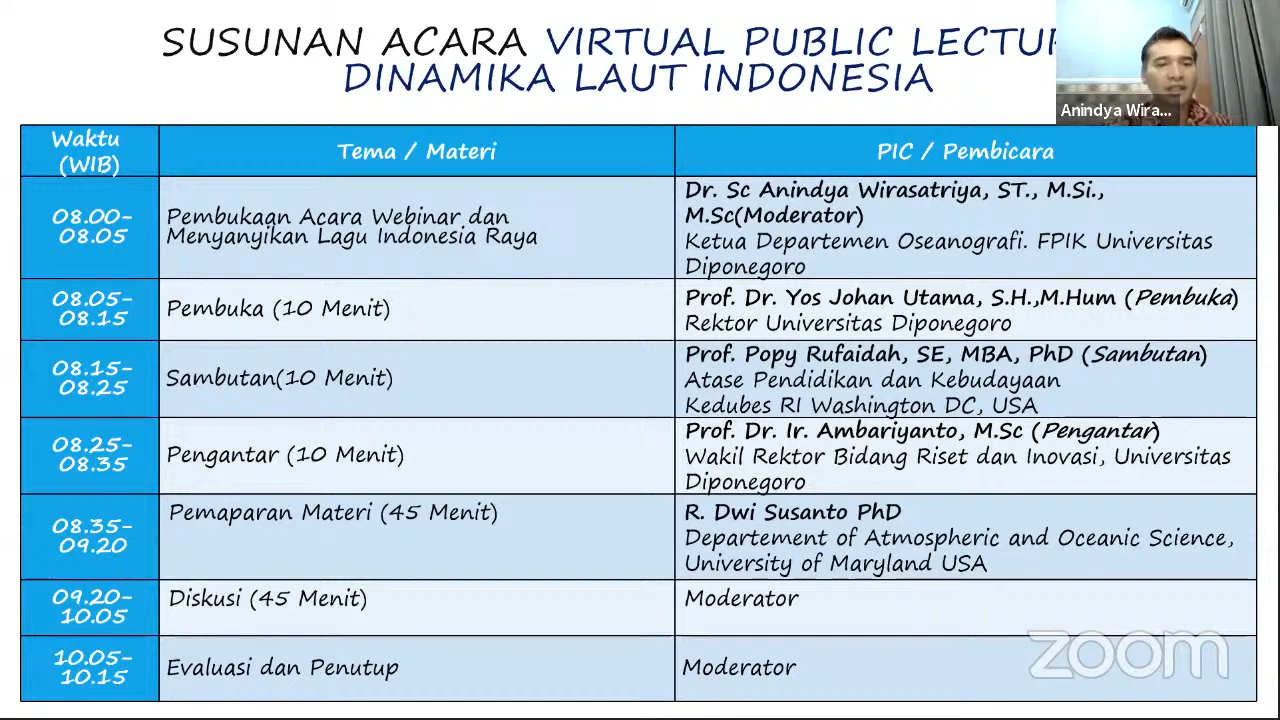 SUSUNAN ACARA VIRTUAL PUBLIC LECTUR
DINAMIKA LAUT INDONESIA
Anindya Wira...
Waktu
(WIB)
Tema / Materi
PIC / Pembicara
08.00-
08.05
Pembukaan Acara Webinar dan
Menyanyikan Lagu Indonesia Raya
Dr. Sc Anindya Wirasatriya, ST., M.Si.,
M.Sc(Moderator)
Ketua Departemen Oseanografi. FPIK Universitas
Diponegoro
08.05-
08.15
Pembuka (10 Menit)
Prof. Dr. Yos Johan Utama, S.H.,M.Hum (Pembuka)
Rektor Universitas Diponegoro
08.15-
08.25
Sambutan(10 Menit)
Prof. Popy Rufaidah, SE, MBA, PhD (Sambutan)
Atase Pendidikan dan Kebudayaan
Kedubes RI Washington DC, USA
08.25-
08.35
Pengantar (10 Menit)
Prof. Dr. Ir. Ambariyanto, M.Sc (Pengantar)
Wakil Rektor Bidang Riset dan Inovasi, Universitas
Diponegoro
08.35-
09.20
Pemaparan Materi (45 Menit)
R. Dwi Susanto PhD
Departement of Atmospheric and Oceanic Science,
University of Maryland USA
09.20-
10.05
Diskusi (45 Menit)
Moderator
10.05-
10.15
Evaluasi dan Penutup
Moderator
zoom